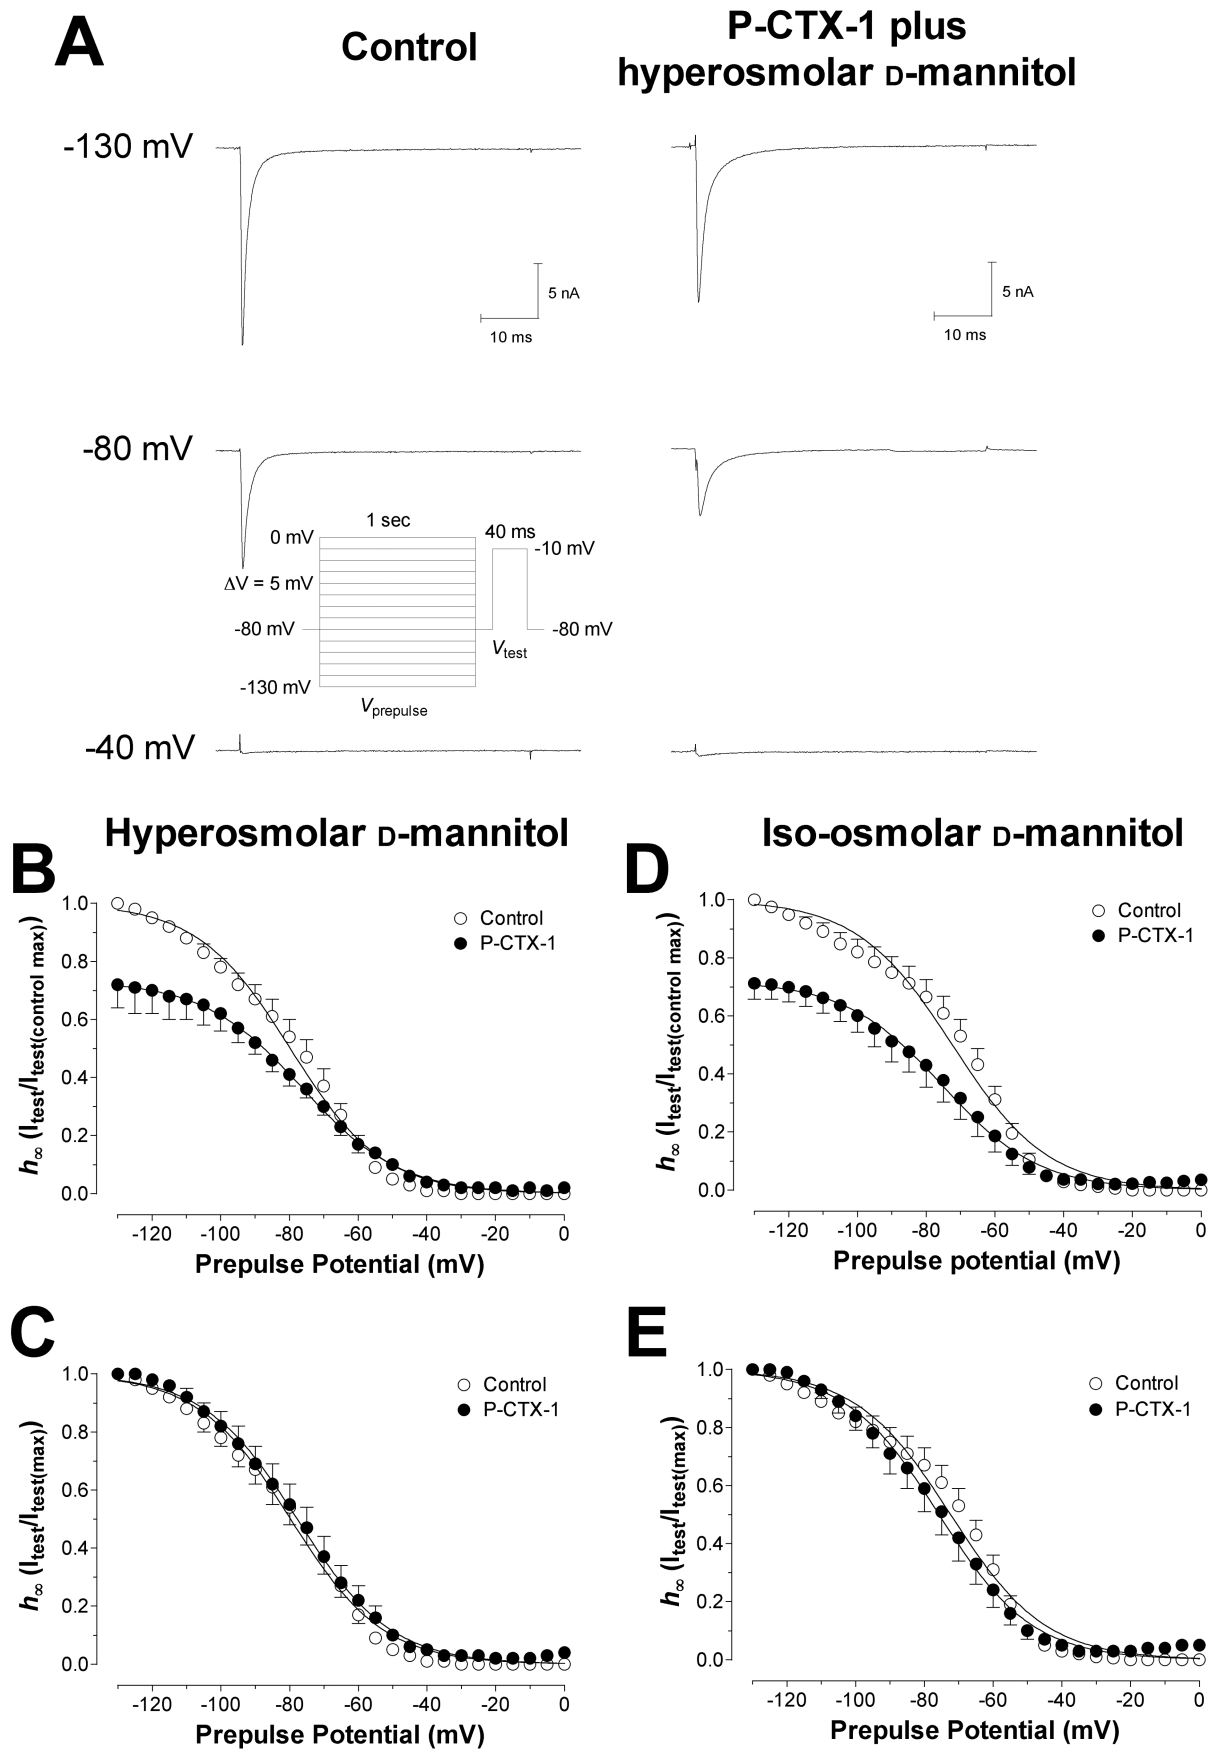 A
Control
P-CTX-1 plus
hyperosmolar D-mannitol
-130 mV
5 nA
10 ms
5 nA
10 ms
-80 mV
1 sec
40 ms
0 mV
-10 mV
ΔV = 5 mV
-80 mV
-80 mV
Vtest
-130 mV
Vprepulse
-40 mV
Hyperosmolar D-mannitol
Iso-osmolar D-mannitol
B
h∞ (Itest/Itest(control max))
1.0
0.8
0.6
0.4
0.2
0.0
Control
P-CTX-1
-120 -100 -80 -60 -40 -20 0
Prepulse Potential (mV)
D
h∞ (Itest/Itest(control max))
1.0
0.8
0.6
0.4
0.2
0.0
Control
P-CTX-1
-120 -100 -80 -60 -40 -20 0
Prepulse potential (mV)
C
h∞ (Itest/Itest(max))
1.0
0.8
0.6
0.4
0.2
0.0
Control
P-CTX-1
-120 -100 -80 -60 -40 -20 0
Prepulse Potential (mV)
E
h∞ (Itest/Itest(max))
1.0
0.8
0.6
0.4
0.2
0.0
Control
P-CTX-1
-120 -100 -80 -60 -40 -20 0
Prepulse Potential (mV)